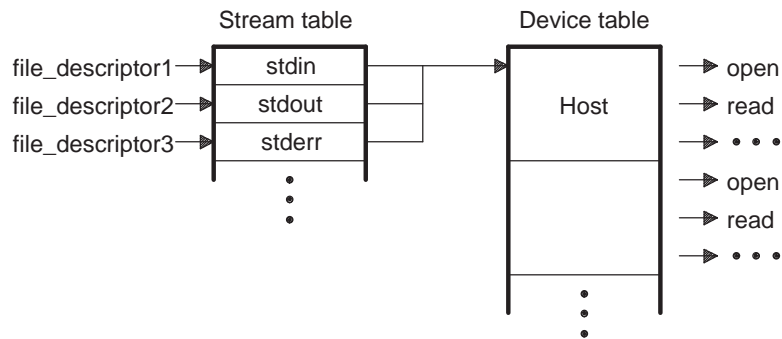 Stream table Device table
file_descriptor1 stdin open
file_descriptor2 stdout Host read
file_descriptor3 stderr
open
read